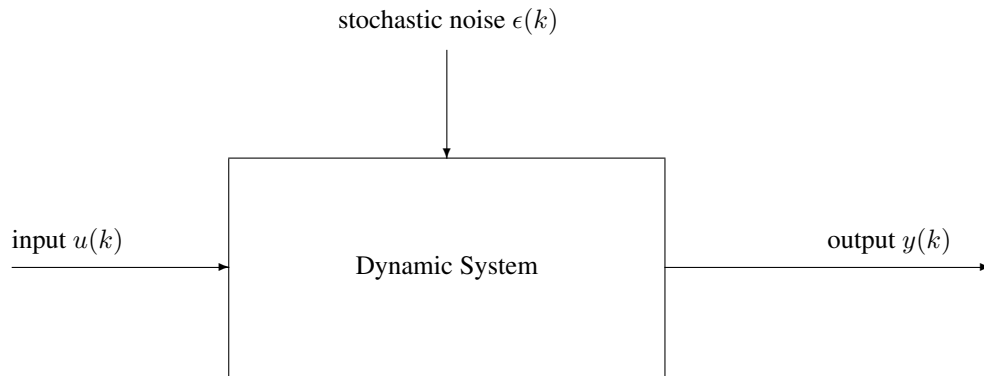 stochastic noise ϵ(k)
input u(k)
output y(k)
Dynamic System